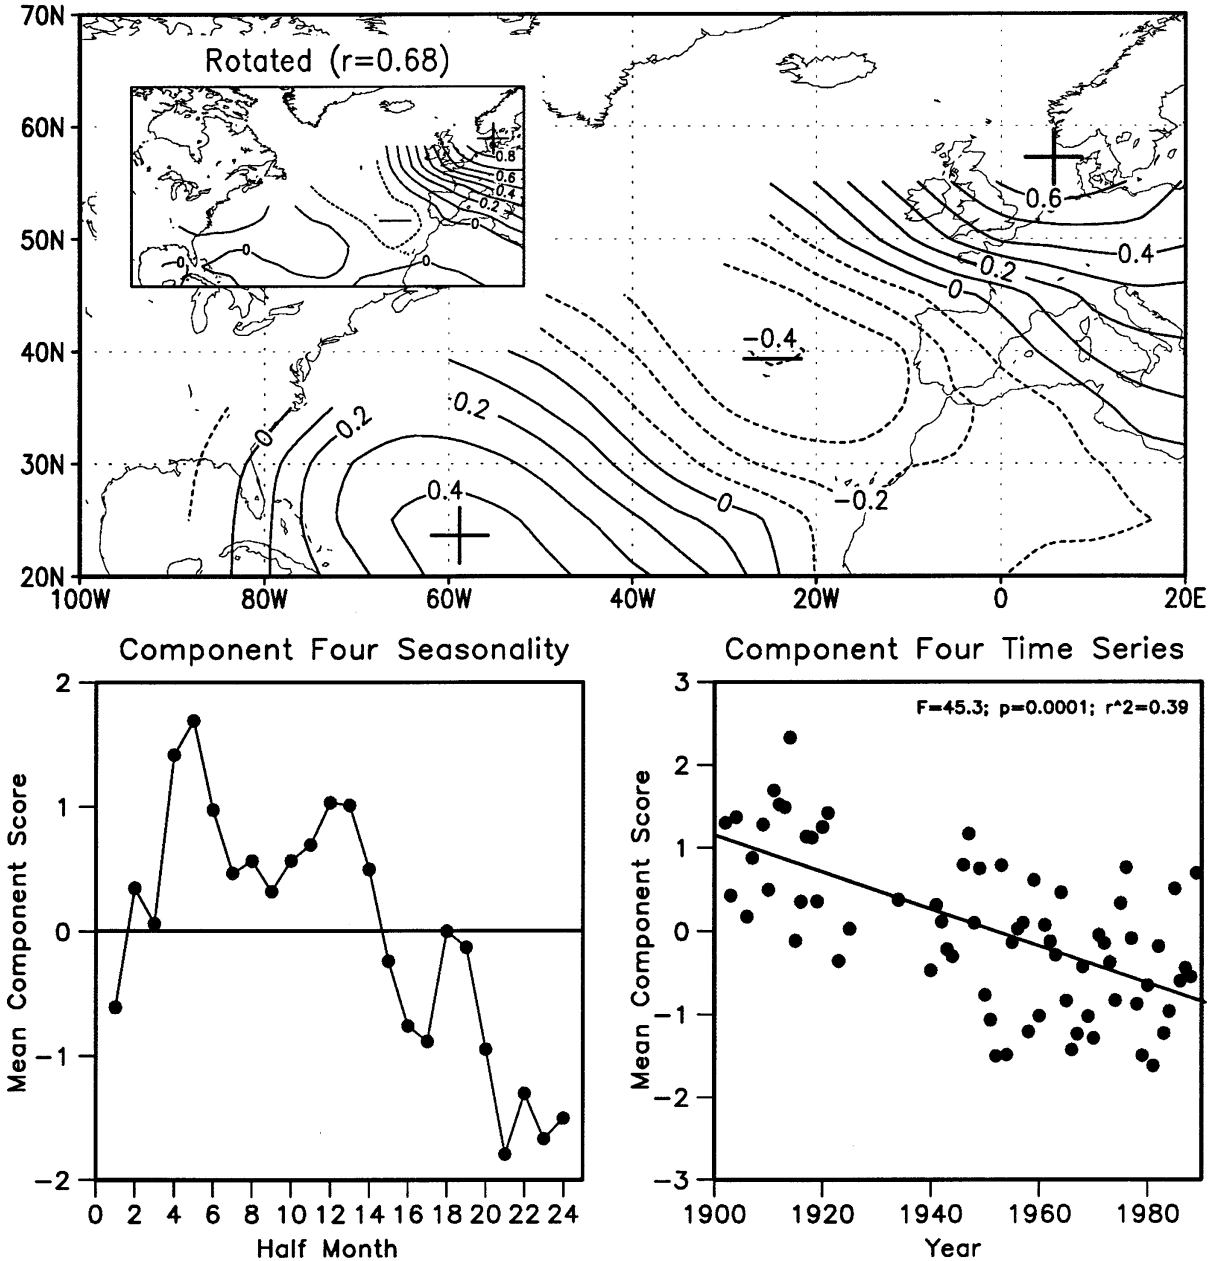 70N
Rotated (r=0.68)
60N
0.8
0.6
0.6
0.4
0.2
50N
0
0
0
0
0.4
0.2
0
40N
-0.4
0.2
0.2
0
30N
0.4
0
-0.2
20N
100W 80W 60W 40W 20W 0 20E
Component Four Seasonality
2
1
0
-1
-2
Mean Component Score
0 2 4 6 8 10 12 14 16 18 20 22 24
Half Month
Component Four Time Series
F=45.3; p=0.0001; r^2=0.39
3
2
1
0
-1
-2
-3
Mean Component Score
1900 1920 1940 1960 1980
Year